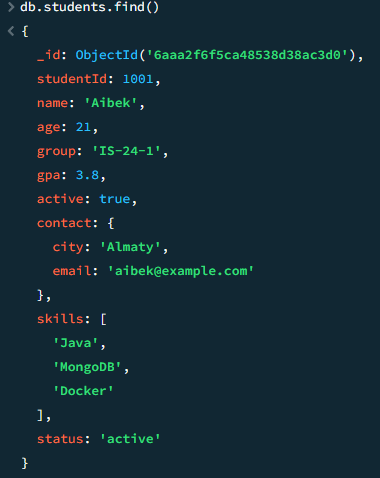 > db.students.find()
< {
_id: ObjectId('6aaa2f6f5ca48538d38ac3d0'),
studentId: 1001,
name: 'Aibek',
age: 21,
group: 'IS-24-1',
gpa: 3.8,
active: true,
contact: {
city: 'Almaty',
email: 'aibek@example.com'
},
skills: [
'Java',
'MongoDB',
'Docker'
],
status: 'active'
}